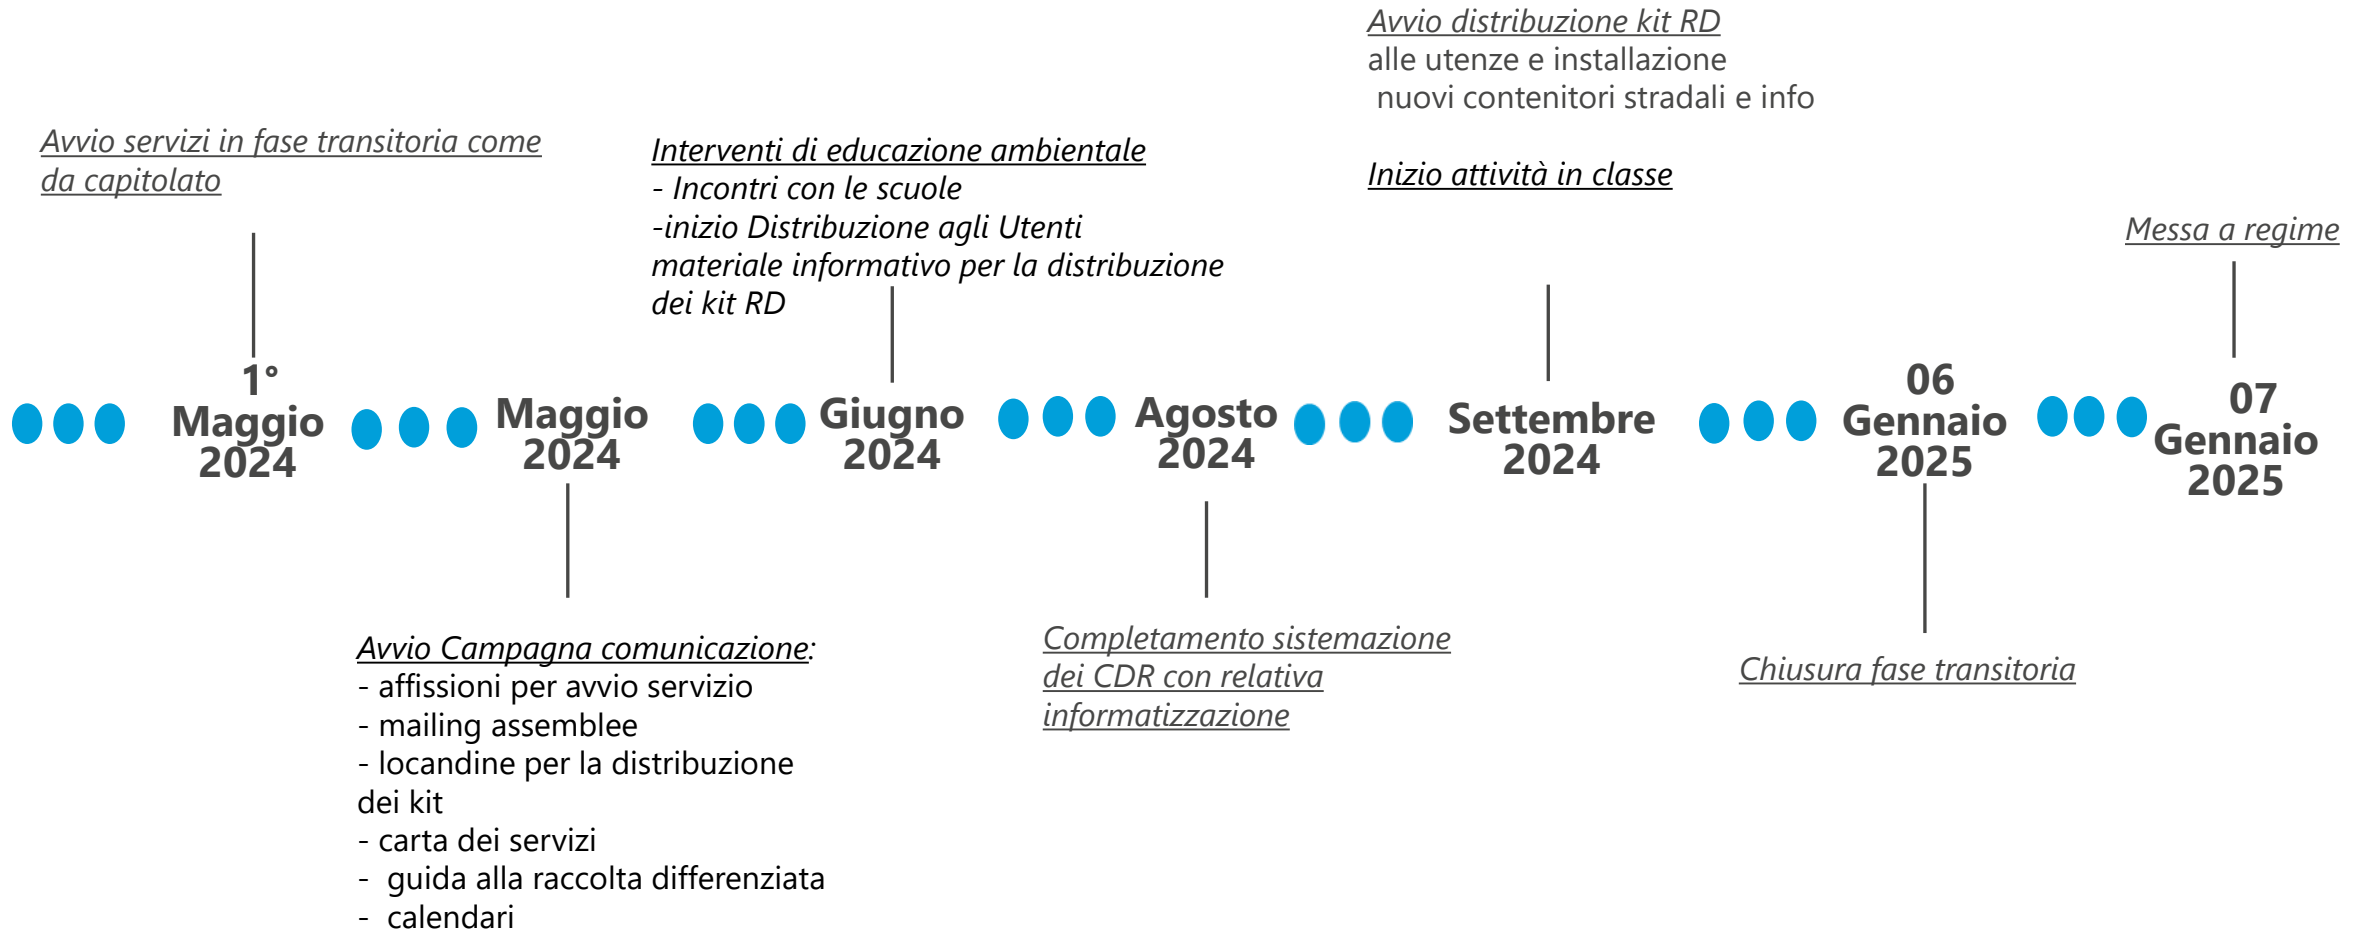 Avvio servizi in fase transitoria come
da capitolato
1°
Maggio
2024
Avvio Campagna comunicazione:
- affissioni per avvio servizio
- mailing assemblee
- locandine per la distribuzione
dei kit
- carta dei servizi
- guida alla raccolta differenziata
- calendari
Maggio
2024
Interventi di educazione ambientale
- Incontri con le scuole
-inizio Distribuzione agli Utenti
materiale informativo per la distribuzione
dei kit RD
Giugno
2024
Agosto
2024
Completamento sistemazione
dei CDR con relativa
informatizzazione
Avvio distribuzione kit RD
alle utenze e installazione
nuovi contenitori stradali e info
Inizio attività in classe
Settembre
2024
06
Gennaio
2025
Chiusura fase transitoria
Messa a regime
07
Gennaio
2025